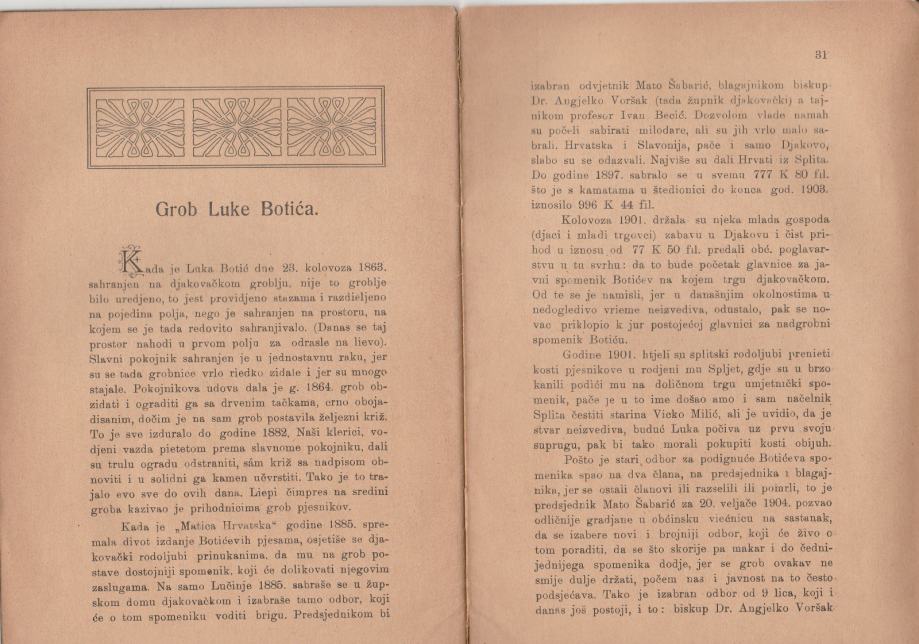 Grob Luke Botića.
Kada je Luka Botić dne 23. kolovoza 1863.
sahranjen na djakovačkom groblju, nije to groblje
bilo uredjeno, to jest providjeno stazama i razdieljeno
na pojedina polja, nego je sahranjen na prostoru, na
kojem se je tada redovito sahranjivalo. (Danas se taj
prostor nahodi u prvom polju za odrasle na lievo).
Slavni pokojnik sahranjen je u jednostavnu raku, jer
su se tada grobnice vrlo riedko zidale i jer su mnogo
stajale. Pokojnikova udova dala je g. 1864. grob ob-
zidati i ograditi ga sa drvenim tačkama, crno oboja-
disanim, dočim je na sam grob postavila željezni križ.
To je sve izduralo do godine 1882. Naši klerici, vo-
djeni vazda pietetom prema slavnome pokojniku, dali
su trulu ogradu odstraniti, sám križ sa nadpisom ob-
noviti i u solidni ga kamen učvrstiti. Tako je to tra-
jalo evo sve do ovih dana. Liepi čimpres na sredini
groba kazivao je prihodnicima grob pjesnikov.
Kada je „Matica Hrvatska“ godine 1885. spre-
mala divot izdanje Botićevih pjesama, osjetiše se dja-
kovački rodoljubi prinukanima, da mu na grob po-
stave dostojniji spomenik, koji će dolikovati njegovim
zaslugama. Na samo Lučinje 1885. sabraše se u žup-
skom domu djakovačkom i izabraše tamo odbor, koji
će o tom spomeniku voditi brigu. Predsjednikom bi
31
izabran odvjetnik Mato Šabarić, blagajnikom biskup
Dr. Angjelko Voršak (tada župnik djakovački) a taj-
nikom profesor Ivan Becić. Dozvolom vlade namah
su počeli sabirati milodare, ali su jih vrlo malo sa-
brali. Hrvatska i Slavonija, pače i samo Djakovo,
slabo su se odazvali. Najviše su dali Hrvati iz Splita.
Do godine 1897. sabralo se u svemu 777 K 80 fil.
što je s kamatama u štedionici do konca god. 1903.
iznosilo 996 K 44 fil.
Kolovoza 1901. držala su njeka mlada gospoda
(djaci i mladi trgovci) zabavu u Djakovu i čist pri-
hod u iznosu od 77 K 50 fil. predali obć. poglavar-
stvu u tu svrhu: da to bude početak glavnice za ja-
vni spomenik Botićev na kojem trgu djakovačkom.
Od te se je namisli, jer u današnjim okolnostima u
nedogledivo vrieme neizvediva, odustalo, pak se no-
vac priklopio k jur postojećoj glavnici za nadgrobni
spomenik Botiću.
Godine 1901. htjeli su splitski rodoljubi prenieti
kosti pjesnikove u rodjeni mu Spljet, gdje su u brzo
kanili podići mu na doličnom trgu umjetnički spo-
menik, pače je u to ime došao amo i sam načelnik
Splita čestiti starina Vicko Milić, ali je uvidio, da je
stvar neizvediva, buduć Luka počiva uz prvu svoju
suprugu, pak bi tako morali pokupiti kosti obijuh.
Pošto je stari odbor za podignuće Botićeva spo-
menika spao na dva člana, na predsjednika i blagaj-
nika, jer se ostali članovi ili razselili ili pomrli, to je
predsjednik Mato Šabarić za 20. veljače 1904. pozvao
odličnije gradjane u obćinsku viećnicu na sastanak,
da se izabere novi i brojniji odbor, koji će živo o
tom poraditi, da se što skorije pa makar i do čedni-
jednijega spomenika dodje, jer se grob ovakav ne
smije dulje držati, počem nas i javnost na to često
podsjećava. Tako je izabran odbor od 9 lica, koji i
danas još postoji, i to: biskup Dr. Angjelko Voršak